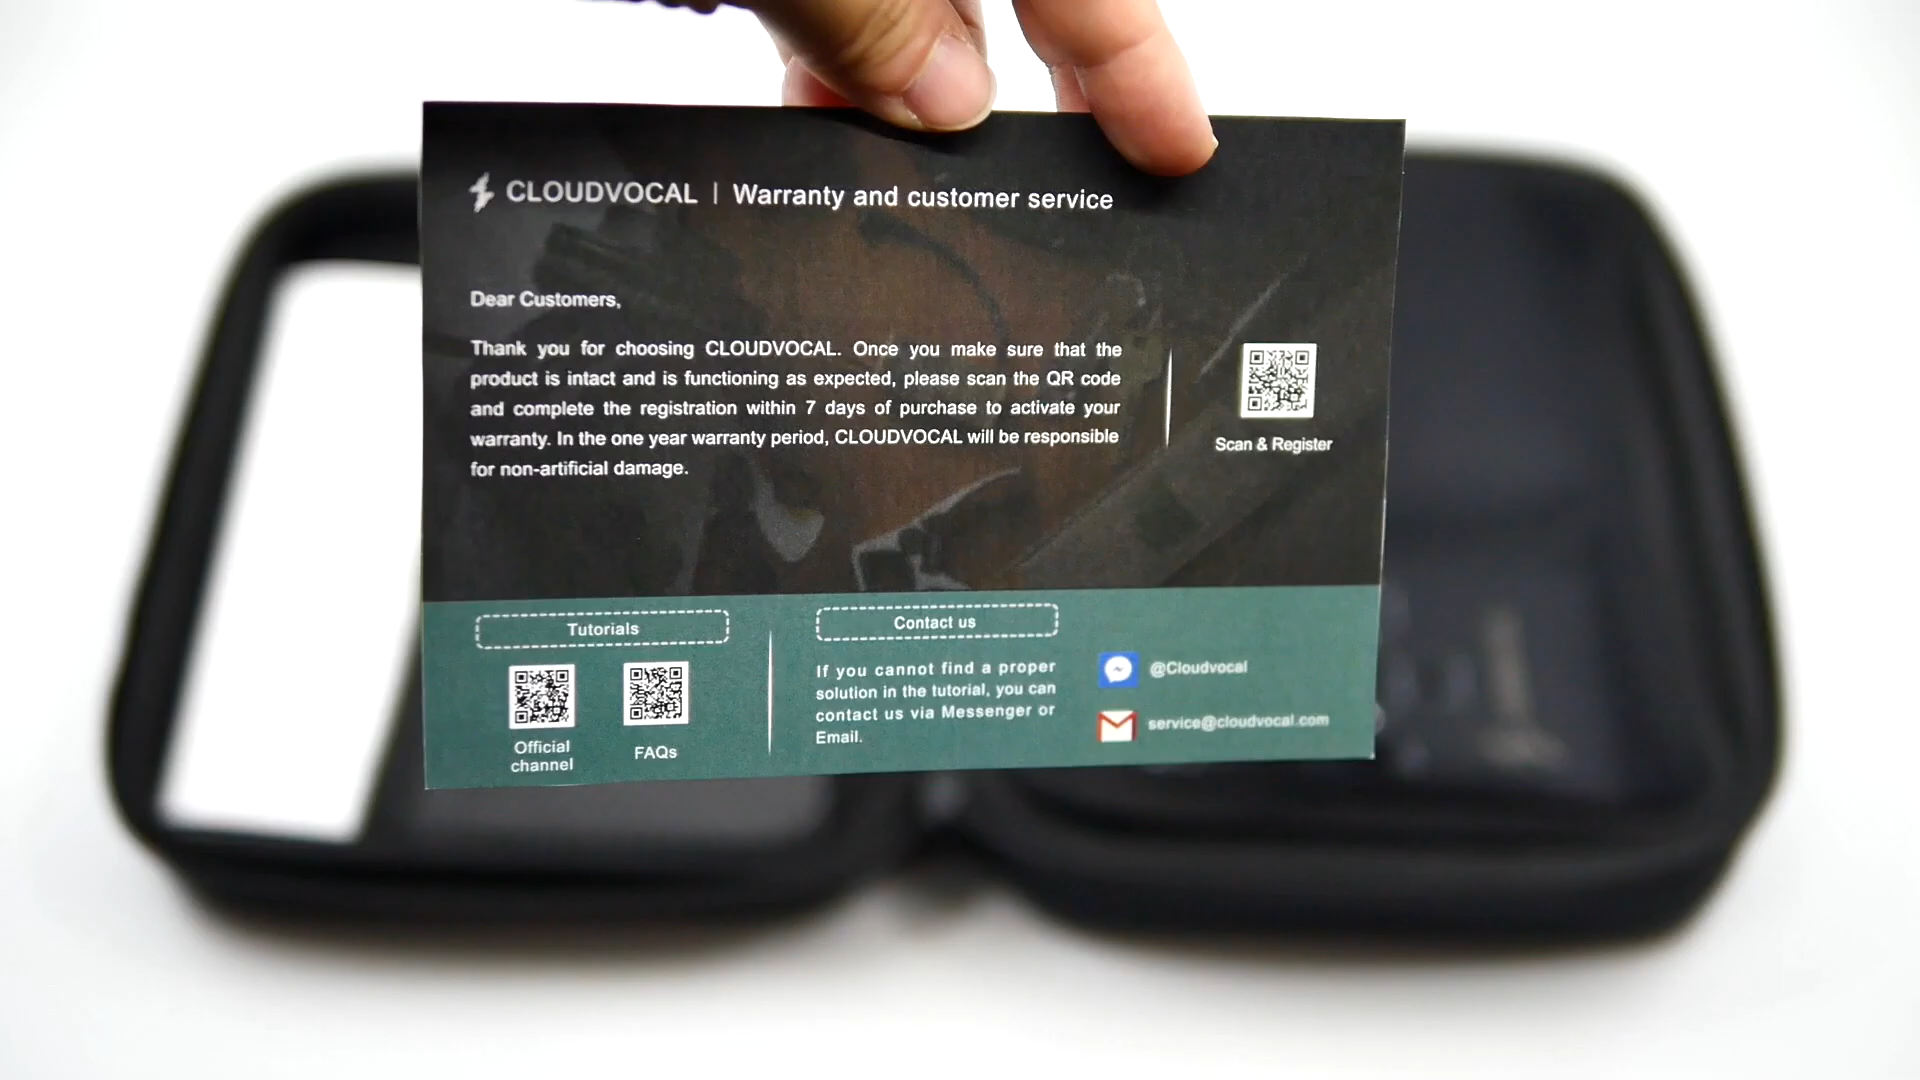 CLOUDVOCAL | Warranty and customer service
Dear Customers,
Thank you for choosing CLOUDVOCAL. Once you make sure that the
product is intact and is functioning as expected, please scan the QR code
and complete the registration within 7 days of purchase to activate your
warranty. In the one year warranty period, CLOUDVOCAL will be responsible
for non-artificial damage.
Scan & Register
Tutorials
Official
channel
FAQs
Contact us
If you cannot find a proper
solution in the tutorial, you can
contact us via Messenger or
Email.
@Cloudvocal
service@cloudvocal.com